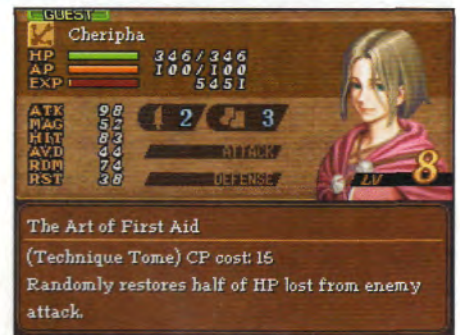 GUEST
Cheripha
HP 346/346
AP 100/100
EXP 5451
ATK 98
MAG 52
HIT 83
AVD 44
RDM 74
RST 38
2 3
ATTACK
DEFENSE
LV 8
The Art of First Aid
(Technique Tome) CP cost: 15
Randomly restores half of HP lost from enemy
attack.